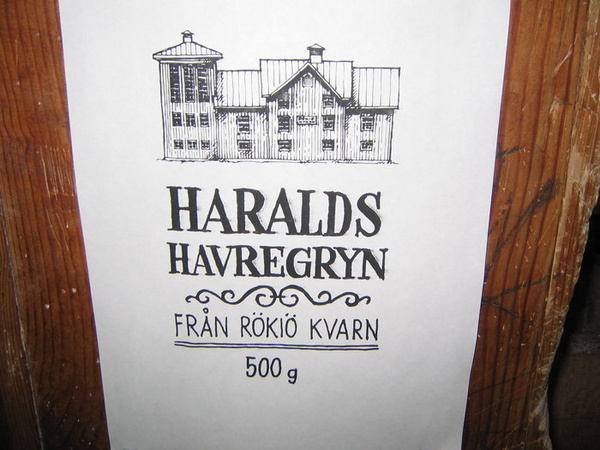 HARALDS
HAVREGRYN
FRÅN RÖKIÖ KVARN
500 g